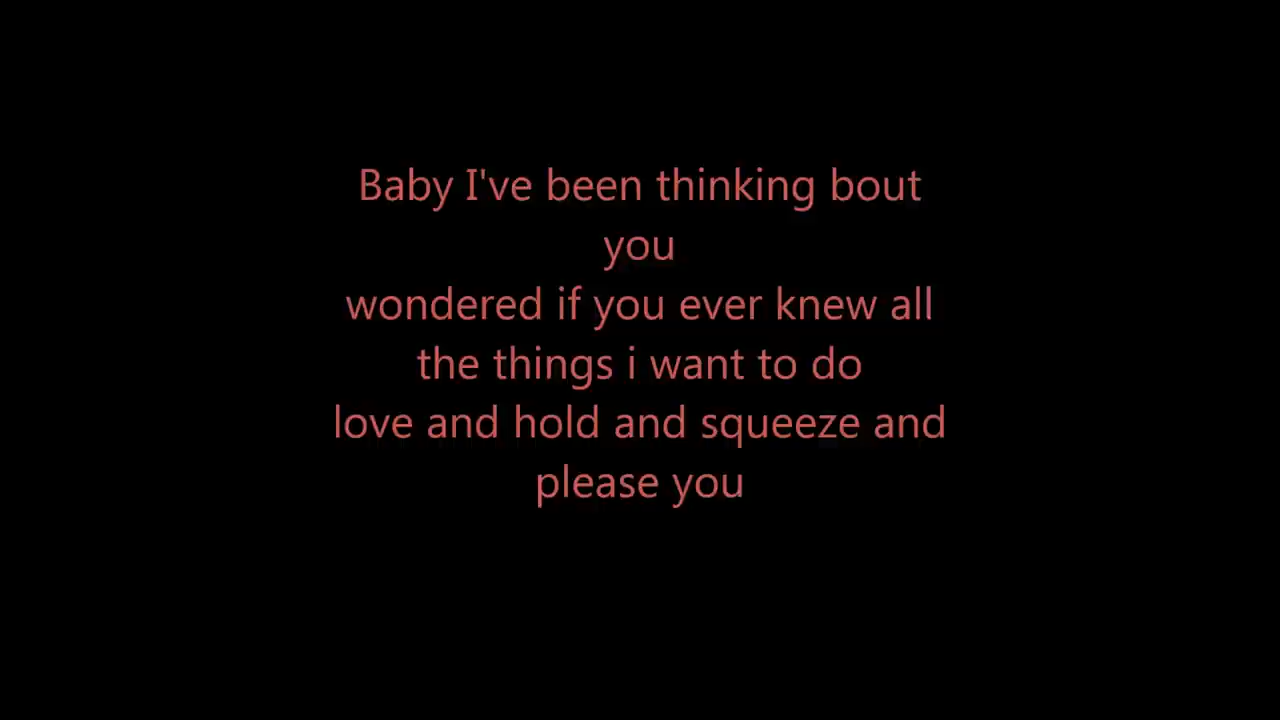 Baby I've been thinking bout
you
wondered if you ever knew all
the things i want to do
love and hold and squeeze and
please you